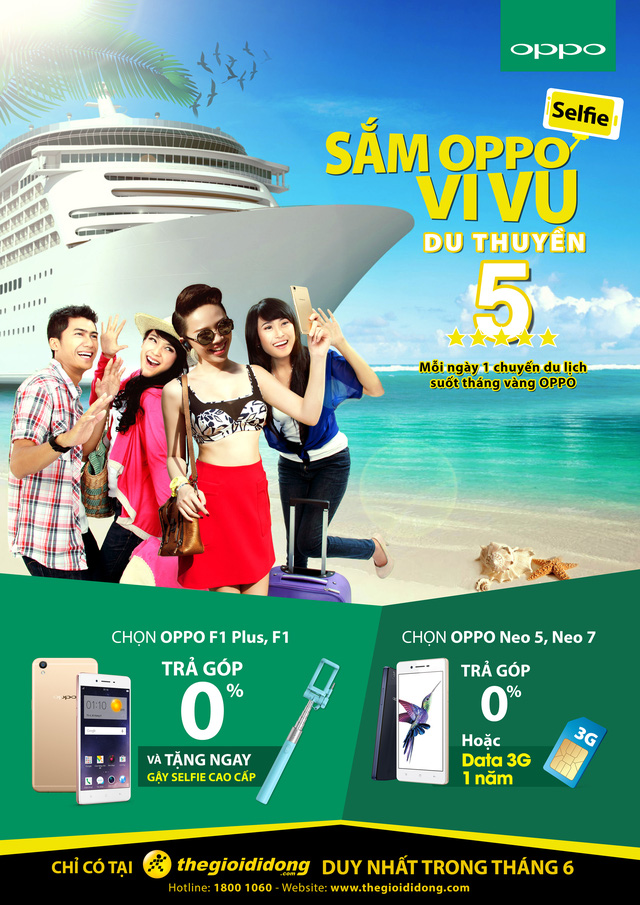 oppo
Selfie
SẮM OPPO
VI VU
DU THUYỀN
5
Mỗi ngày 1 chuyến du lịch
suốt tháng vàng OPPO
CHỌN OPPO F1 Plus, F1
TRẢ GÓP
0%
VÀ TẶNG NGAY
GẬY SELFIE CAO CẤP
CHỌN OPPO Neo 5, Neo 7
TRẢ GÓP
0%
Hoặc
Data 3G
1 năm
3G
CHỈ CÓ TẠI thegioididong.com DUY NHẤT TRONG THÁNG 6
Hotline: 1800 1060 - Website: www.thegioididong.com